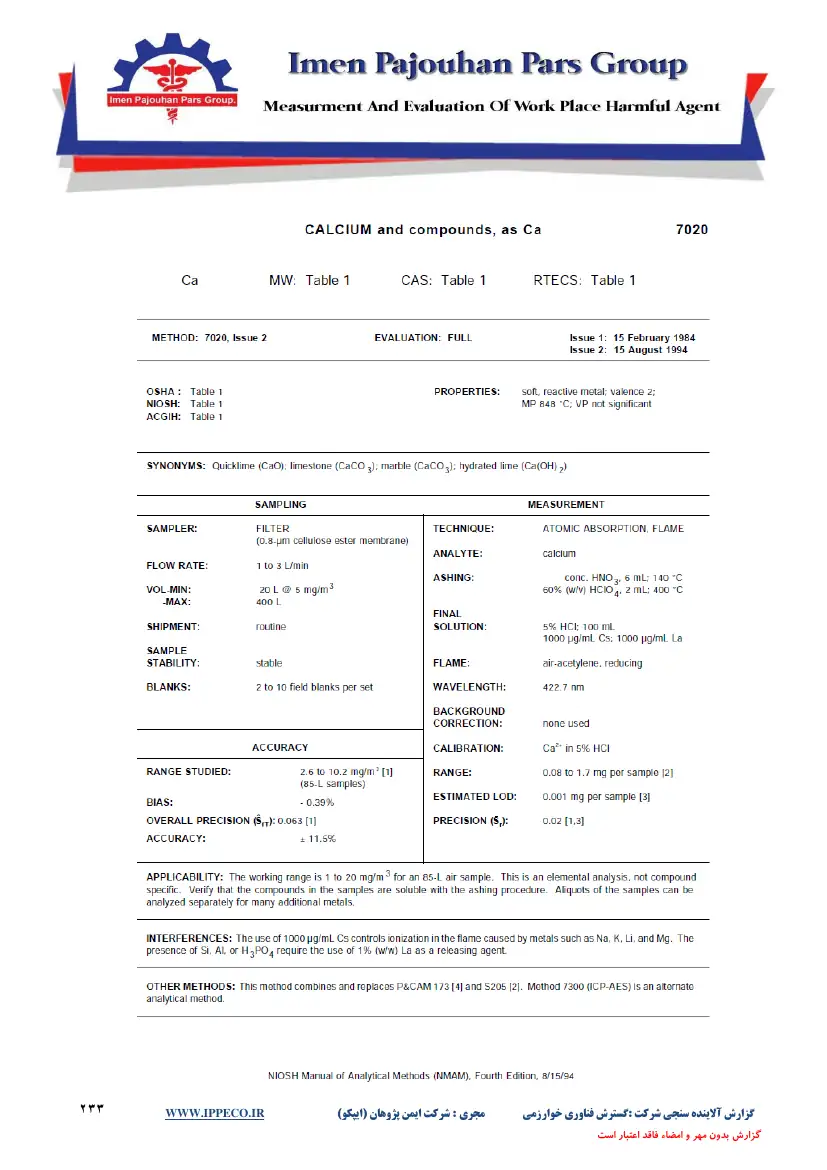 Imen Pajouhan Pars Group
Imen Pajouhan Pars Group.
Measurment And Evaluation Of Work Place Harmful Agent
CALCIUM and compounds, as Ca 7020
Ca MW: Table 1 CAS: Table 1 RTECS: Table 1
METHOD: 7020, Issue 2 EVALUATION: FULL Issue 1: 15 February 1984
Issue 2: 15 August 1994
OSHA : Table 1
NIOSH: Table 1
ACGIH: Table 1
PROPERTIES: soft, reactive metal; valence 2;
MP 848 °C; VP not significant
SYNONYMS: Quicklime (CaO); limestone (CaCO3); marble (CaCO3); hydrated lime (Ca(OH)2)
SAMPLING
SAMPLER: FILTER
(0.8-µm cellulose ester membrane)
FLOW RATE: 1 to 3 L/min
VOL-MIN: 20 L @ 5 mg/m3
-MAX: 400 L
SHIPMENT: routine
SAMPLE
STABILITY: stable
BLANKS: 2 to 10 field blanks per set
ACCURACY
RANGE STUDIED: 2.6 to 10.2 mg/m3 [1]
(85-L samples)
BIAS: - 0.39%
OVERALL PRECISION (ŜrT): 0.063 [1]
ACCURACY: ± 11.5%
MEASUREMENT
TECHNIQUE: ATOMIC ABSORPTION, FLAME
ANALYTE: calcium
ASHING: conc. HNO3, 6 mL; 140 °C
60% (w/v) HClO4, 2 mL; 400 °C
FINAL
SOLUTION: 5% HCl; 100 mL
1000 µg/mL Cs; 1000 µg/mL La
FLAME: air-acetylene, reducing
WAVELENGTH: 422.7 nm
BACKGROUND
CORRECTION: none used
CALIBRATION: Ca2+ in 5% HCl
RANGE: 0.08 to 1.7 mg per sample [2]
ESTIMATED LOD: 0.001 mg per sample [3]
PRECISION (S̄r): 0.02 [1,3]
APPLICABILITY: The working range is 1 to 20 mg/m3 for an 85-L air sample. This is an elemental analysis, not compound
specific. Verify that the compounds in the samples are soluble with the ashing procedure. Aliquots of the samples can be
analyzed separately for many additional metals.
INTERFERENCES: The use of 1000 µg/mL Cs controls ionization in the flame caused by metals such as Na, K, Li, and Mg. The
presence of Si, Al, or H3PO4 require the use of 1% (w/w) La as a releasing agent.
OTHER METHODS: This method combines and replaces P&CAM 173 [4] and S205 [2]. Method 7300 (ICP-AES) is an alternate
analytical method.
NIOSH Manual of Analytical Methods (NMAM), Fourth Edition, 8/15/94
گزارش آلاینده سنجی شرکت :گسترش فناوری خوارزمی مجری : شرکت ایمن پژوهان (ایپکو) WWW.IPPECO.IR ۲۳۳
گزارش بدون مهر و امضاء فاقد اعتبار است